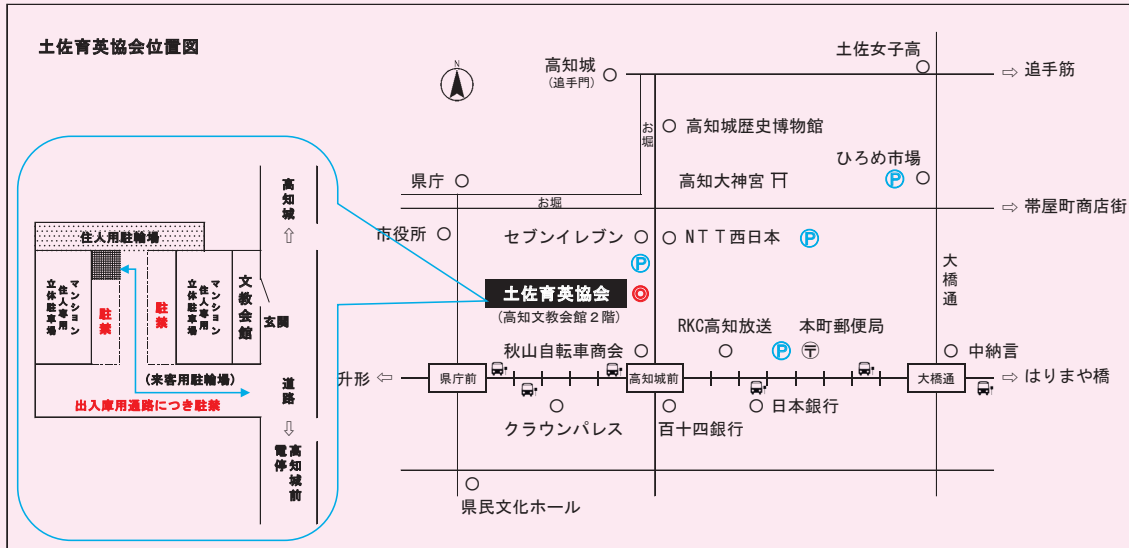 土佐育英協会位置図
N
高知城
(追手門)
土佐女子高
⇨ 追手筋
お堀
高知城歴史博物館
ひろめ市場
県庁
高知大神宮
P
お堀
⇨ 帯屋町商店街
市役所
セブンイレブン
NTT西日本
P
P
大橋通
土佐育英協会
(高知文教会館2階)
RKC高知放送
本町郵便局
秋山自転車商会
P
〒
中納言
升形 ⇦
県庁前
高知城前
大橋通
⇨ はりまや橋
クラウンパレス
百十四銀行
日本銀行
県民文化ホール
高知城
⇧
住人用駐輪場
マンション
住人専用
立体駐車場
駐禁
駐禁
マンション
住人専用
立体駐車場
文教会館
玄関
(来客用駐輪場)
道路
出入庫用通路につき駐禁
⇩
高知城前
電停